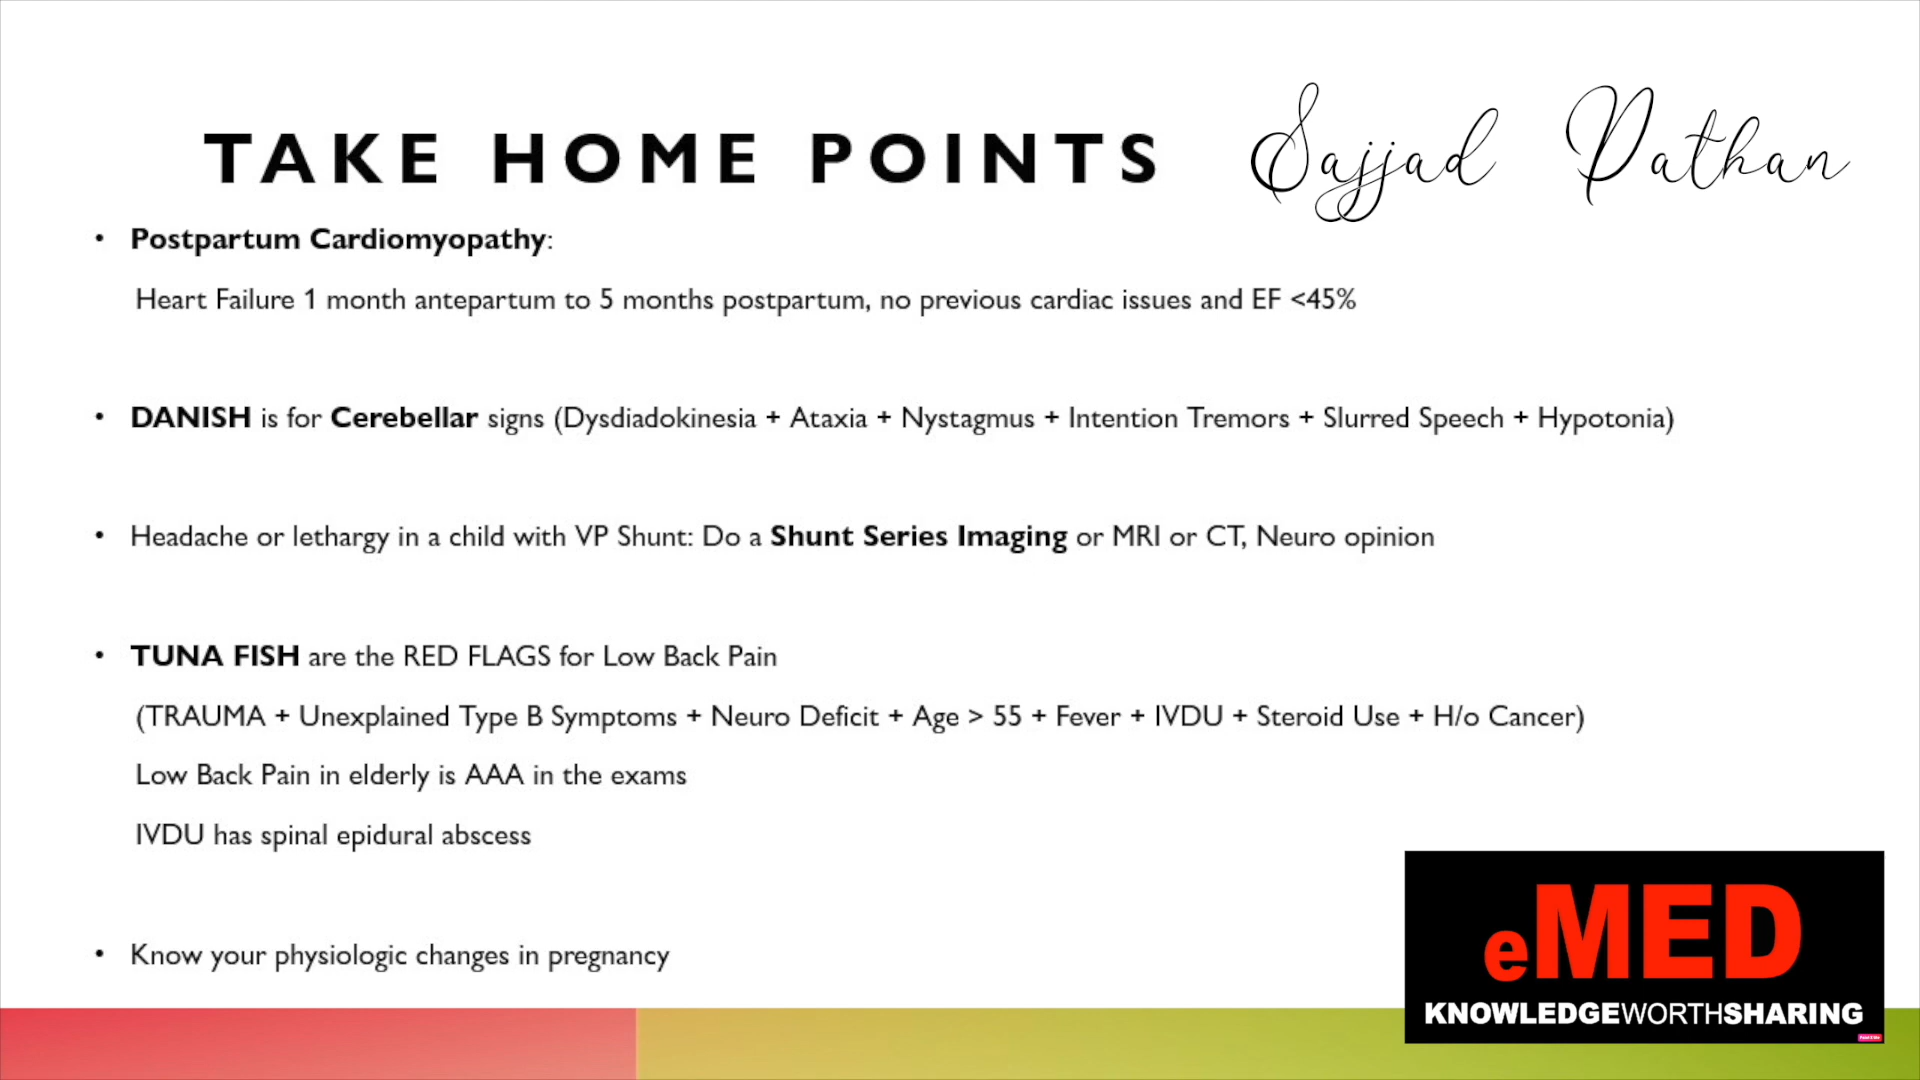 TAKE HOME POINTS
Sajjad Pathan
• Postpartum Cardiomyopathy:
Heart Failure 1 month antepartum to 5 months postpartum, no previous cardiac issues and EF <45%
• DANISH is for Cerebellar signs (Dysdiadokinesia + Ataxia + Nystagmus + Intention Tremors + Slurred Speech + Hypotonia)
• Headache or lethargy in a child with VP Shunt: Do a Shunt Series Imaging or MRI or CT, Neuro opinion
• TUNA FISH are the RED FLAGS for Low Back Pain
(TRAUMA + Unexplained Type B Symptoms + Neuro Deficit + Age > 55 + Fever + IVDU + Steroid Use + H/o Cancer)
Low Back Pain in elderly is AAA in the exams
IVDU has spinal epidural abscess
• Know your physiologic changes in pregnancy
eMED
KNOWLEDGEWORTHSHARING